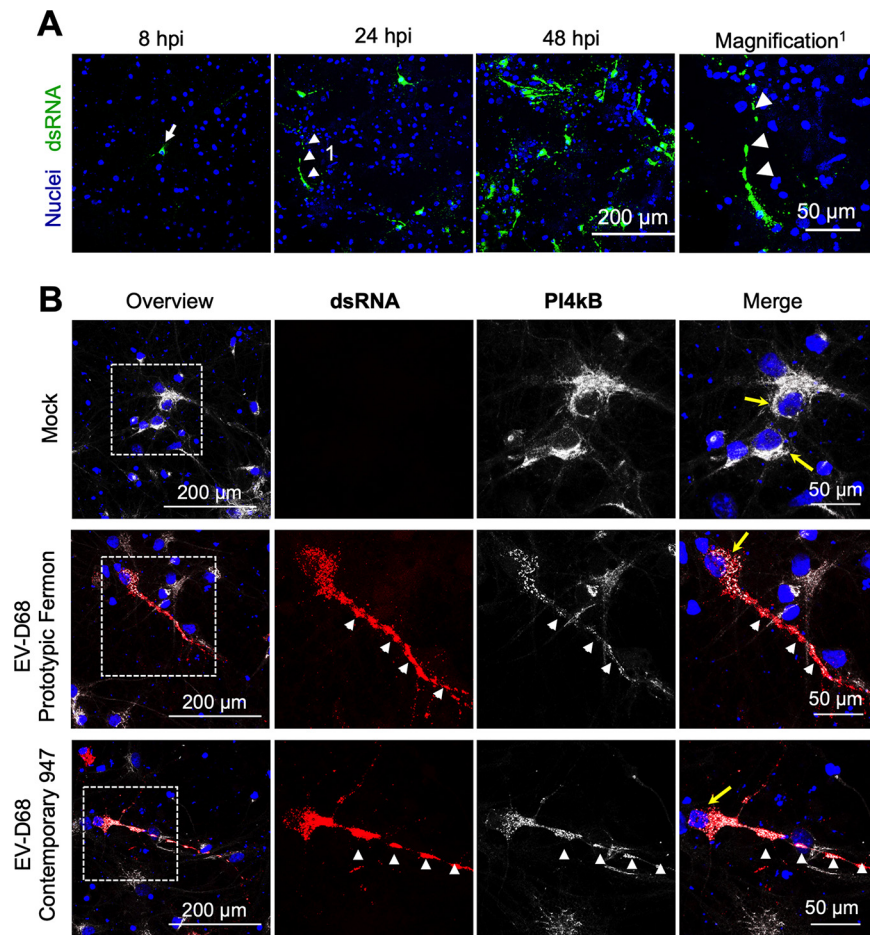 A
8 hpi
24 hpi
48 hpi
Magnification¹
Nuclei dsRNA
1
200 μm
50 μm
B
Overview
dsRNA
PI4kB
Merge
Mock
200 μm
50 μm
EV-D68
Prototypic Fermon
200 μm
50 μm
EV-D68
Contemporary 947
200 μm
50 μm